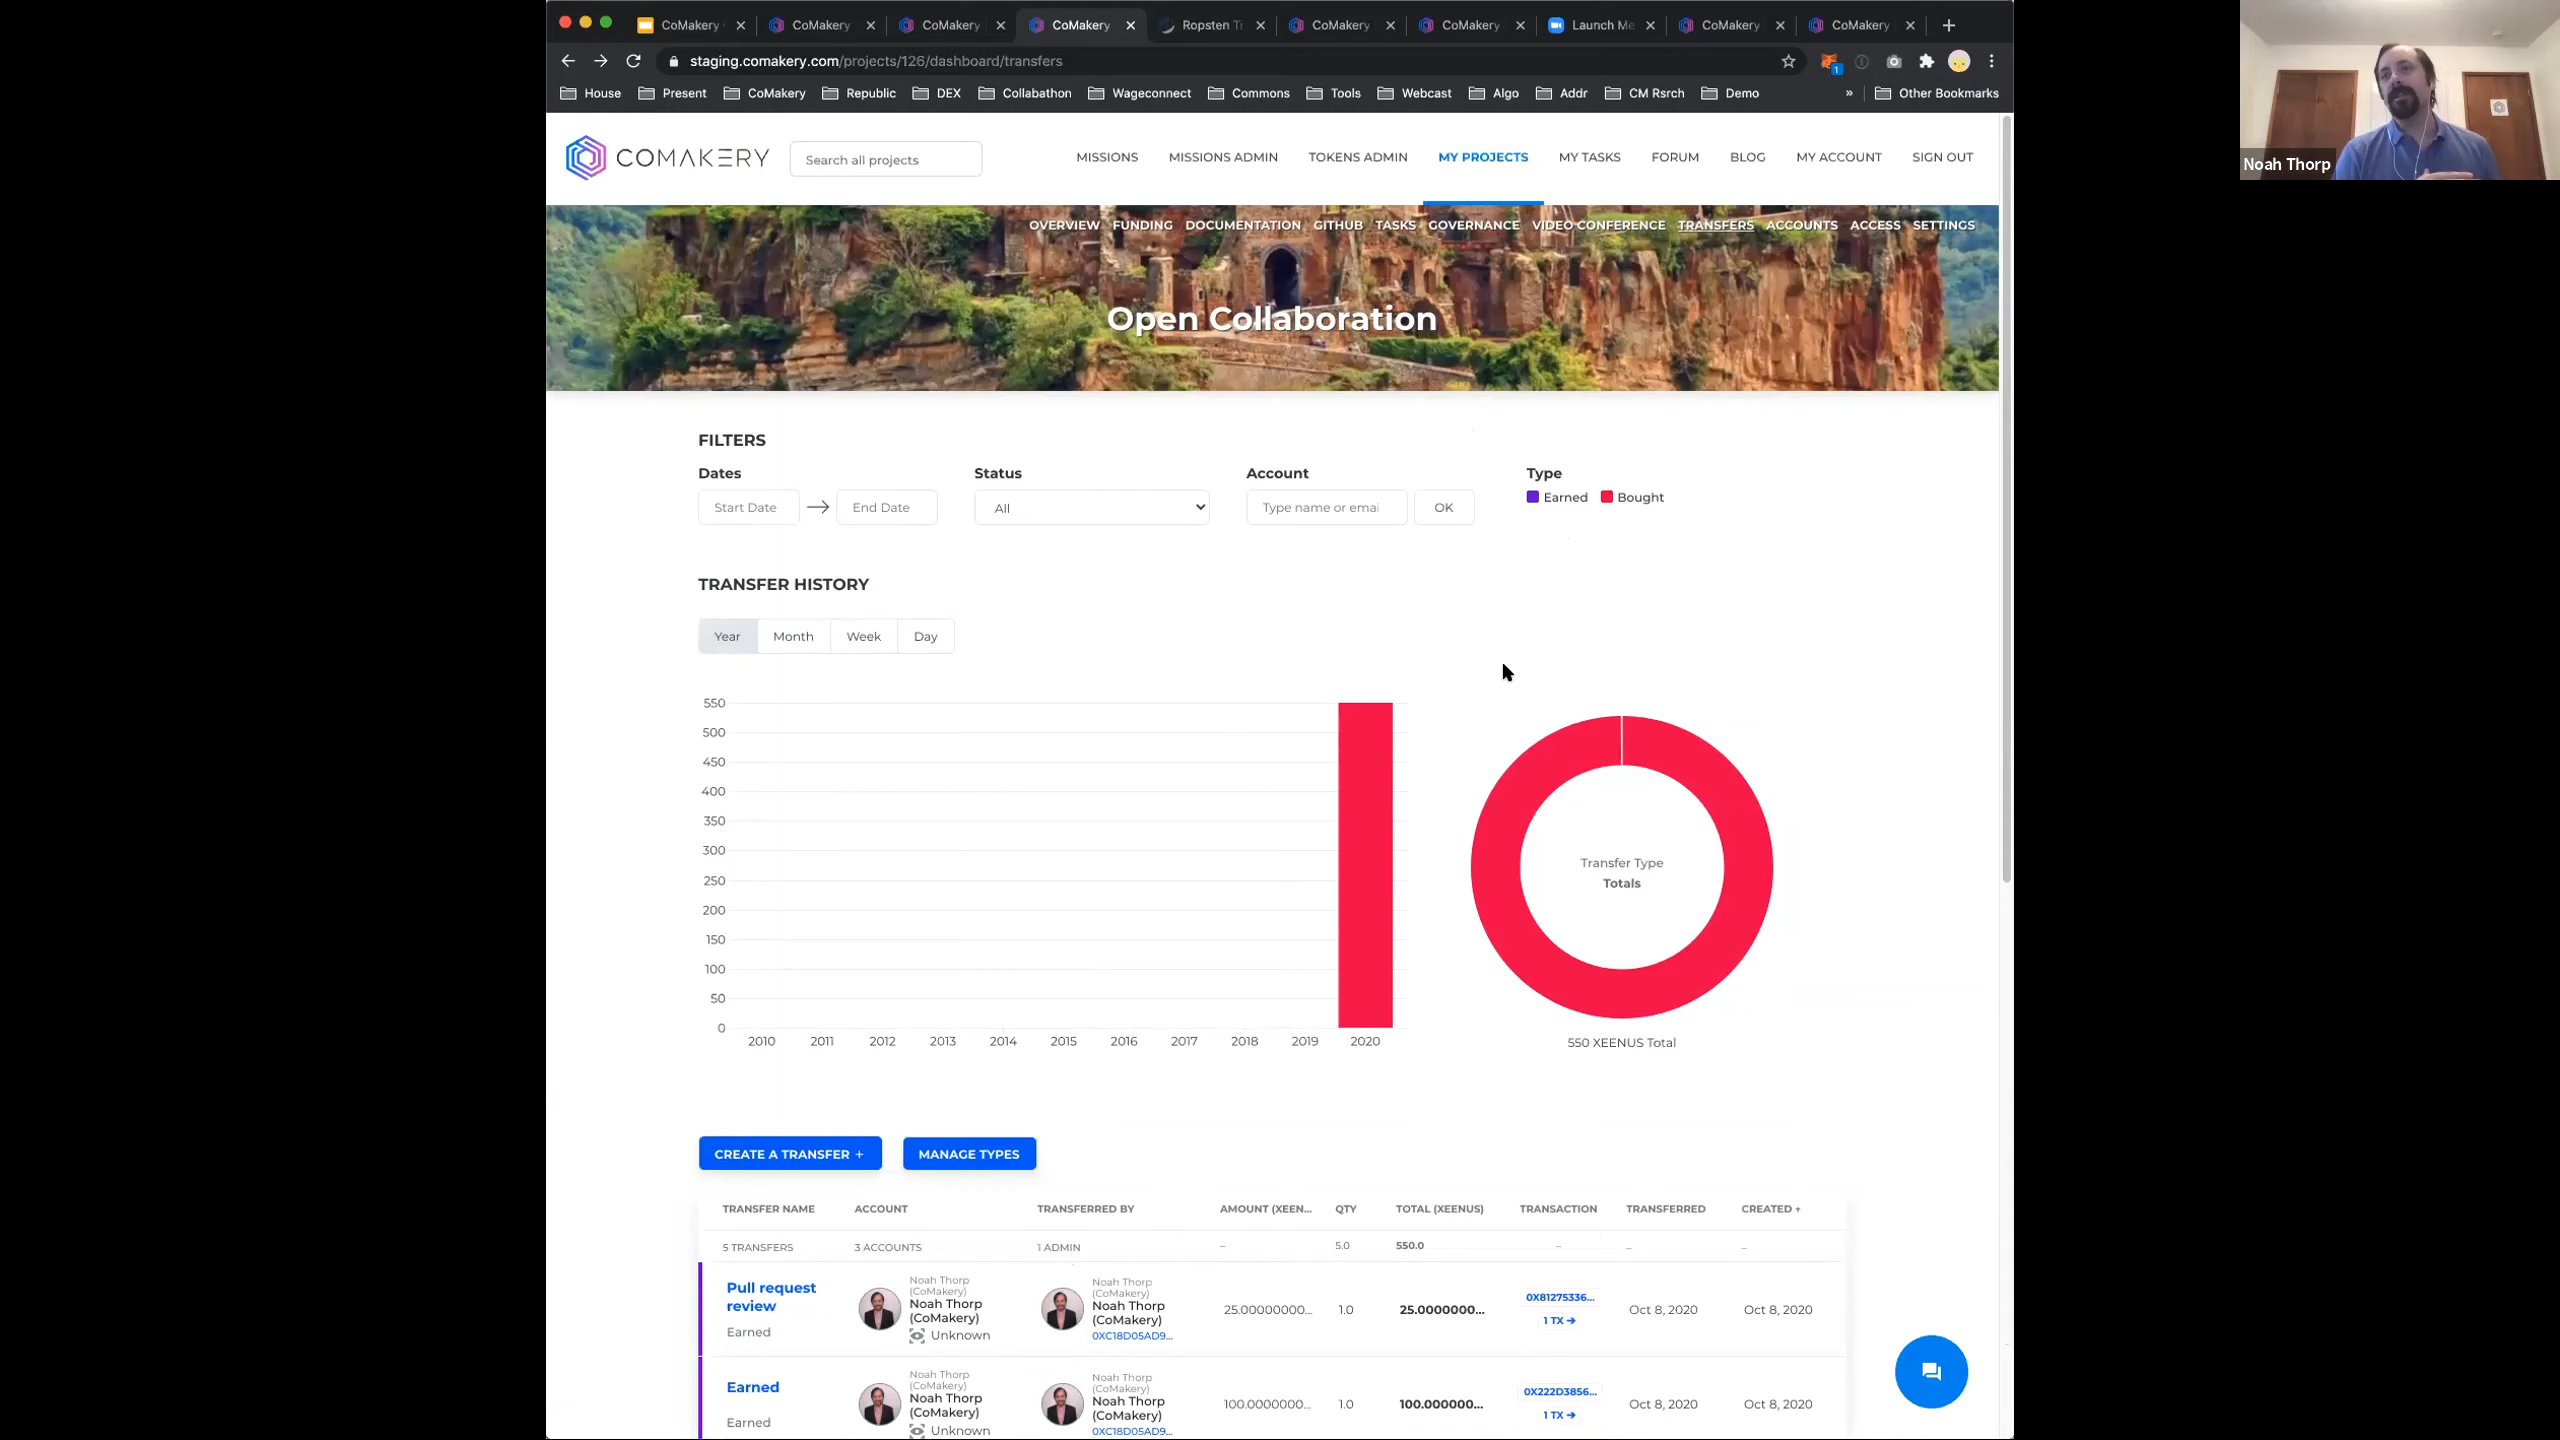 CoMakery CoMakery CoMakery CoMakery Ropsten T CoMakery CoMakery Launch Me CoMakery CoMakery
staging.comakery.com/projects/126/dashboard/transfers
1
House Present CoMakery Republic DEX Collabathon Wageconnect Commons Tools Webcast Algo Addr CM Rsrch Demo » Other Bookmarks
Noah Thorp
COMAKERY Search all projects MISSIONS MISSIONS ADMIN TOKENS ADMIN MY PROJECTS MY TASKS FORUM BLOG MY ACCOUNT SIGN OUT
OVERVIEW FUNDING DOCUMENTATION GITHUB TASKS GOVERNANCE VIDEO CONFERENCE TRANSFERS ACCOUNTS ACCESS SETTINGS
Open Collaboration
FILTERS
Dates Status Account Type
Start Date End Date All Type name or emai OK Earned Bought
TRANSFER HISTORY
Year Month Week Day
550
500
450
400
350
300
250
200
150
100
50
0
2010 2011 2012 2013 2014 2015 2016 2017 2018 2019 2020
Transfer Type
Totals
550 XEENUS Total
CREATE A TRANSFER + MANAGE TYPES
TRANSFER NAME ACCOUNT TRANSFERRED BY AMOUNT (XEEN... QTY TOTAL (XEENUS) TRANSACTION TRANSFERRED CREATED ↑
5 TRANSFERS 3 ACCOUNTS 1 ADMIN – 5.0 550.0 – – –
Pull request
review
Earned
Noah Thorp
(CoMakery)
Noah Thorp
(CoMakery)
Unknown
Noah Thorp
(CoMakery)
Noah Thorp
(CoMakery)
0XC18D05AD9...
25.00000000... 1.0 25.0000000... 0X81275336... Oct 8, 2020 Oct 8, 2020
1 TX →
Earned
Earned
Noah Thorp
(CoMakery)
Noah Thorp
(CoMakery)
Unknown
Noah Thorp
(CoMakery)
Noah Thorp
(CoMakery)
0XC18D05AD9...
100.0000000... 1.0 100.000000... 0X222D3856... Oct 8, 2020 Oct 8, 2020
1 TX →